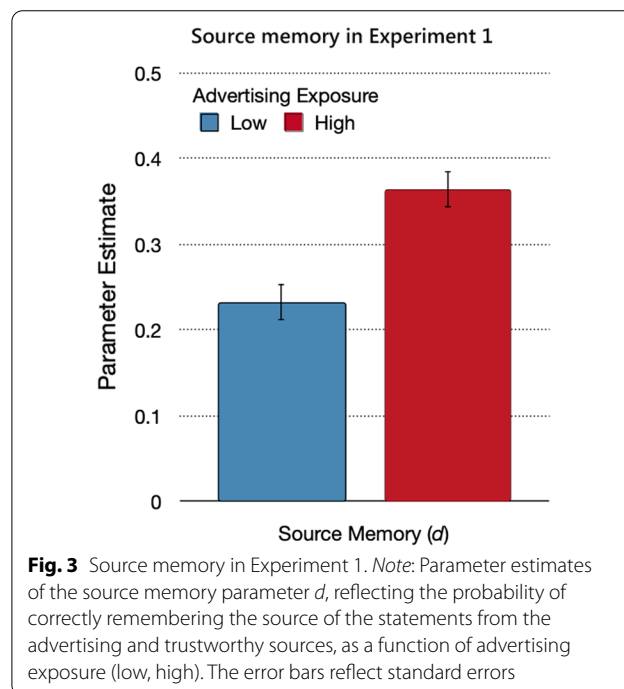 Source memory in Experiment 1
0.5
Advertising Exposure
Low High
0.4
0.3
0.2
0.1
0
Parameter Estimate
Source Memory (d)
Fig. 3 Source memory in Experiment 1. Note: Parameter estimates
of the source memory parameter d, reflecting the probability of
correctly remembering the source of the statements from the
advertising and trustworthy sources, as a function of advertising
exposure (low, high). The error bars reflect standard errors